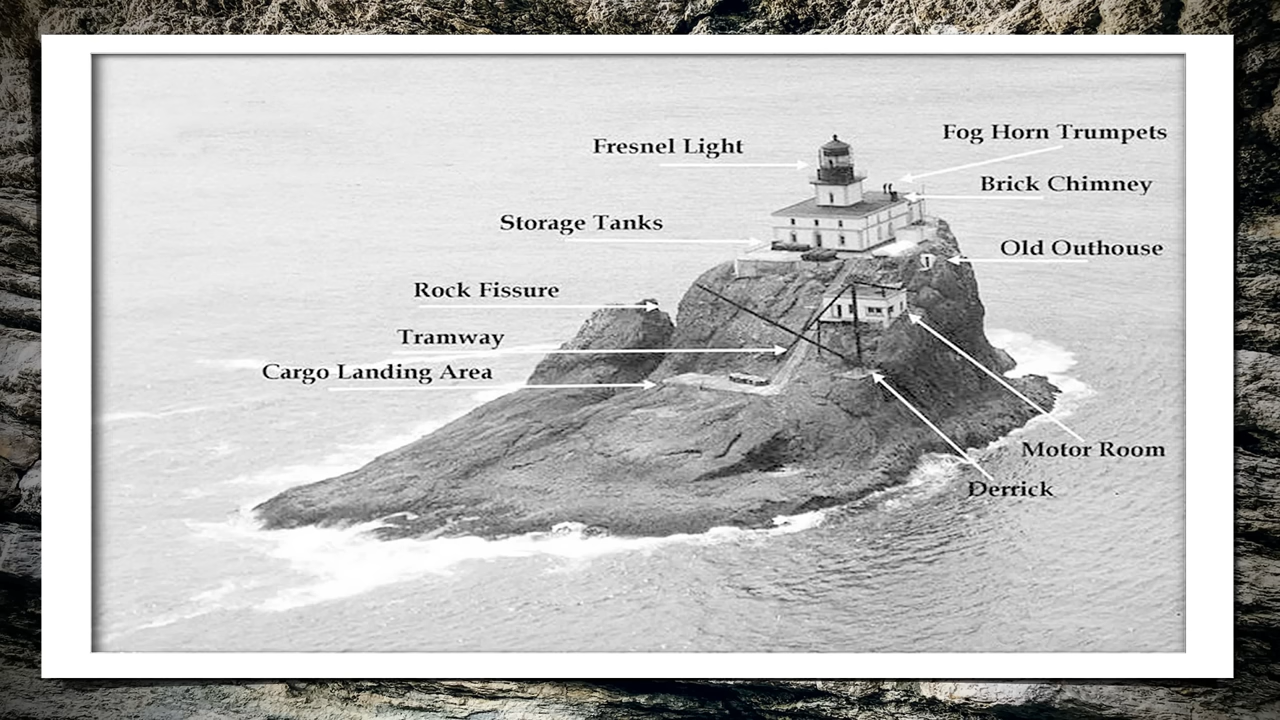 Fog Horn Trumpets
Fresnel Light
Brick Chimney
Storage Tanks
Old Outhouse
Rock Fissure
Tramway
Cargo Landing Area
Motor Room
Derrick